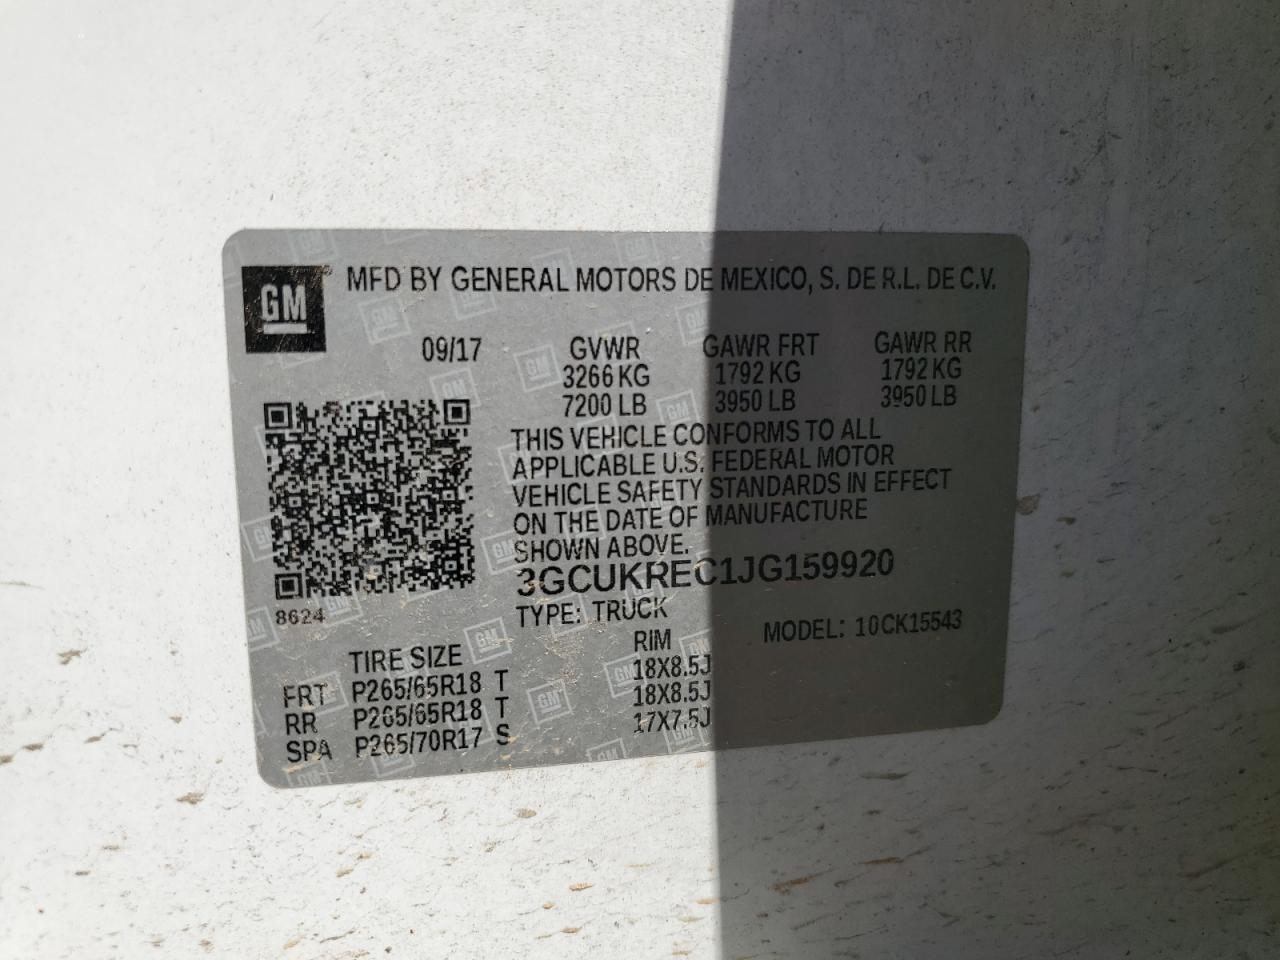 GM
MFD BY GENERAL MOTORS DE MEXICO, S. DE R.L. DE C.V.
09/17 GVWR GAWR FRT GAWR RR
3266 KG 1792 KG 1792 KG
7200 LB 3950 LB 3950 LB
THIS VEHICLE CONFORMS TO ALL
APPLICABLE U.S. FEDERAL MOTOR
VEHICLE SAFETY STANDARDS IN EFFECT
ON THE DATE OF MANUFACTURE
SHOWN ABOVE.
3GCUKREC1JG159920
8624
TYPE: TRUCK MODEL: 10CK15543
TIRE SIZE RIM
FRT P265/65R18 T 18X8.5J
RR P265/65R18 T 18X8.5J
SPA P265/70R17 S 17X7.5J